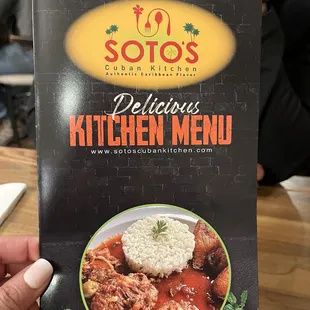 SOTO'S
Cuban Kitchen
Authentic Caribbean Flavor
Delicious
KITCHEN MENU
www.sotoscubankitchen.com